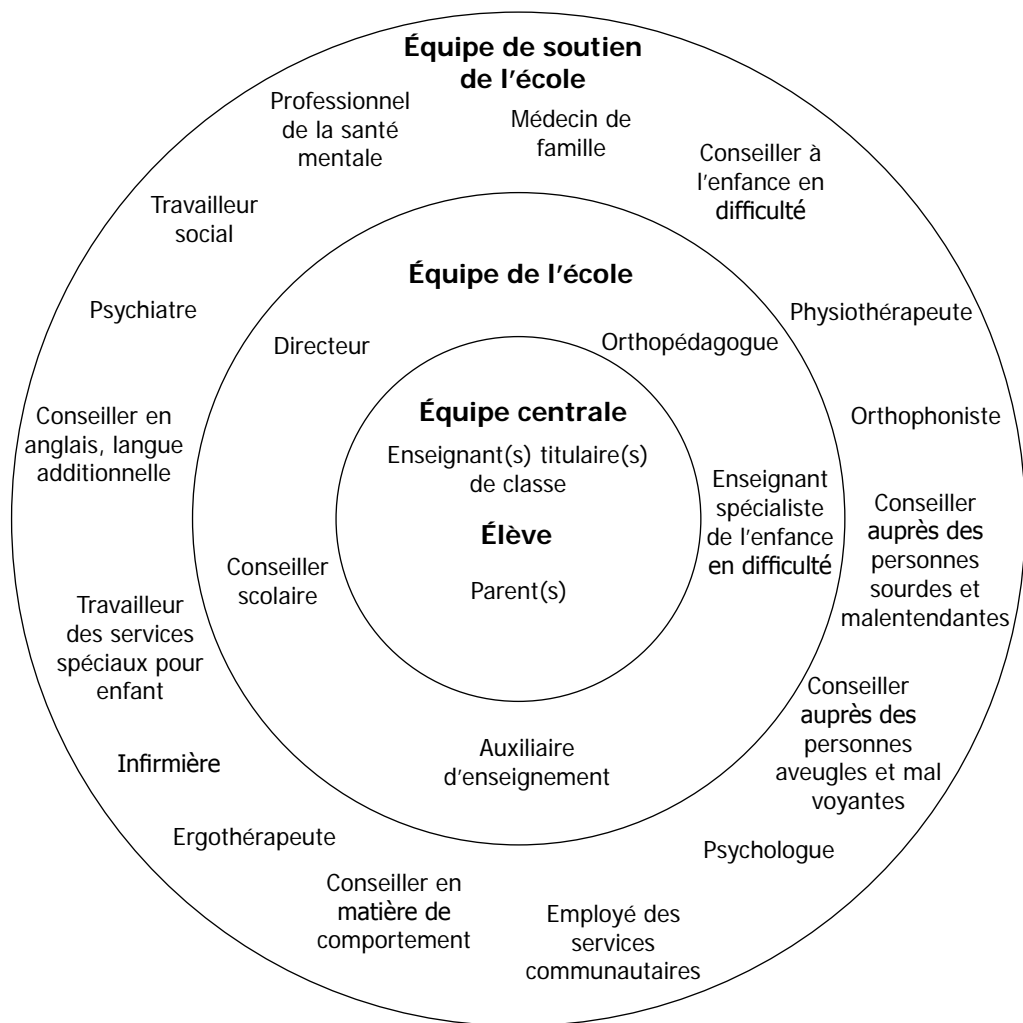 Équipe de soutien
de l'école
Professionnel
de la santé
mentale
Médecin de
famille
Conseiller à
l'enfance en
difficulté
Travailleur
social
Psychiatre
Physiothérapeute
Conseiller en
anglais, langue
additionnelle
Orthophoniste
Conseiller
auprès des
personnes
sourdes et
malentendantes
Travailleur
des services
spéciaux pour
enfant
Conseiller
auprès des
personnes
aveugles et mal
voyantes
Infirmière
Ergothérapeute
Psychologue
Conseiller en
matière de
comportement
Employé des
services
communautaires
Équipe de l'école
Directeur
Orthopédagogue
Enseignant
spécialiste
de l'enfance
en difficulté
Conseiller
scolaire
Auxiliaire
d'enseignement
Équipe centrale
Enseignant(s) titulaire(s)
de classe
Élève
Parent(s)